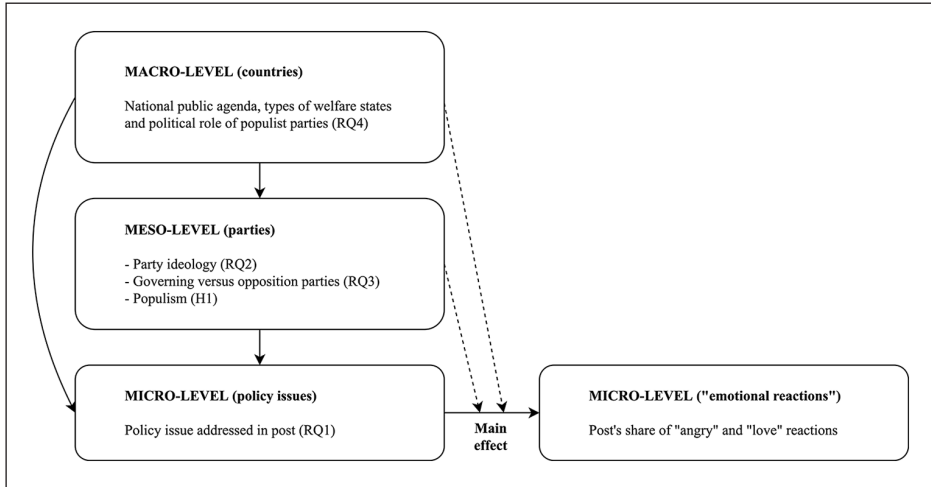 MACRO-LEVEL (countries)
National public agenda, types of welfare states
and political role of populist parties (RQ4)
MESO-LEVEL (parties)
- Party ideology (RQ2)
- Governing versus opposition parties (RQ3)
- Populism (H1)
MICRO-LEVEL (policy issues)
Policy issue addressed in post (RQ1)
Main
effect
MICRO-LEVEL ("emotional reactions")
Post's share of "angry" and "love" reactions